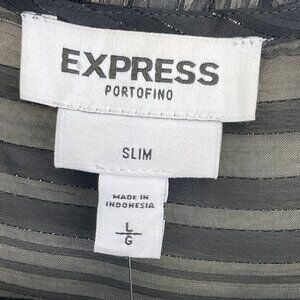 EXPRESS
PORTOFINO
SLIM
MADE IN
INDONESIA
L
G